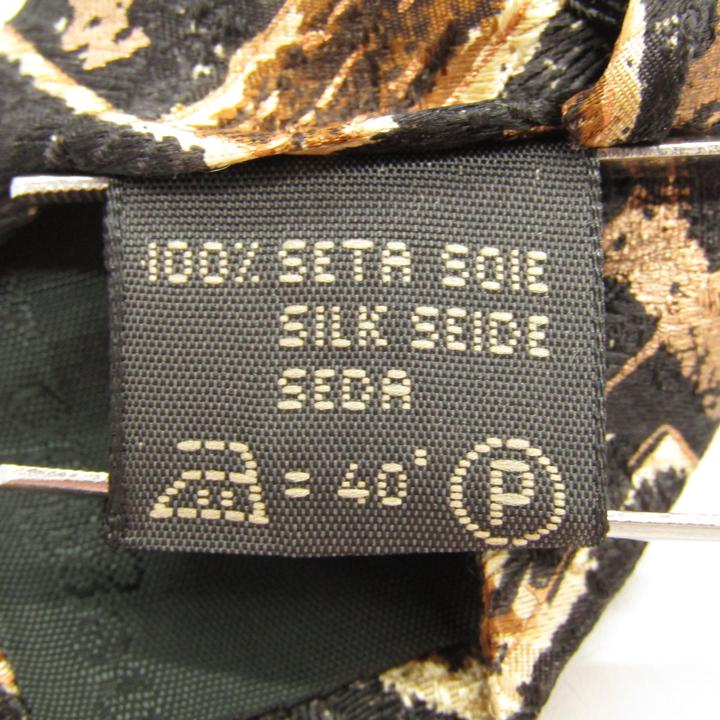 100% SETA SOIE
SILK SEIDE
SEDA
= 40° P